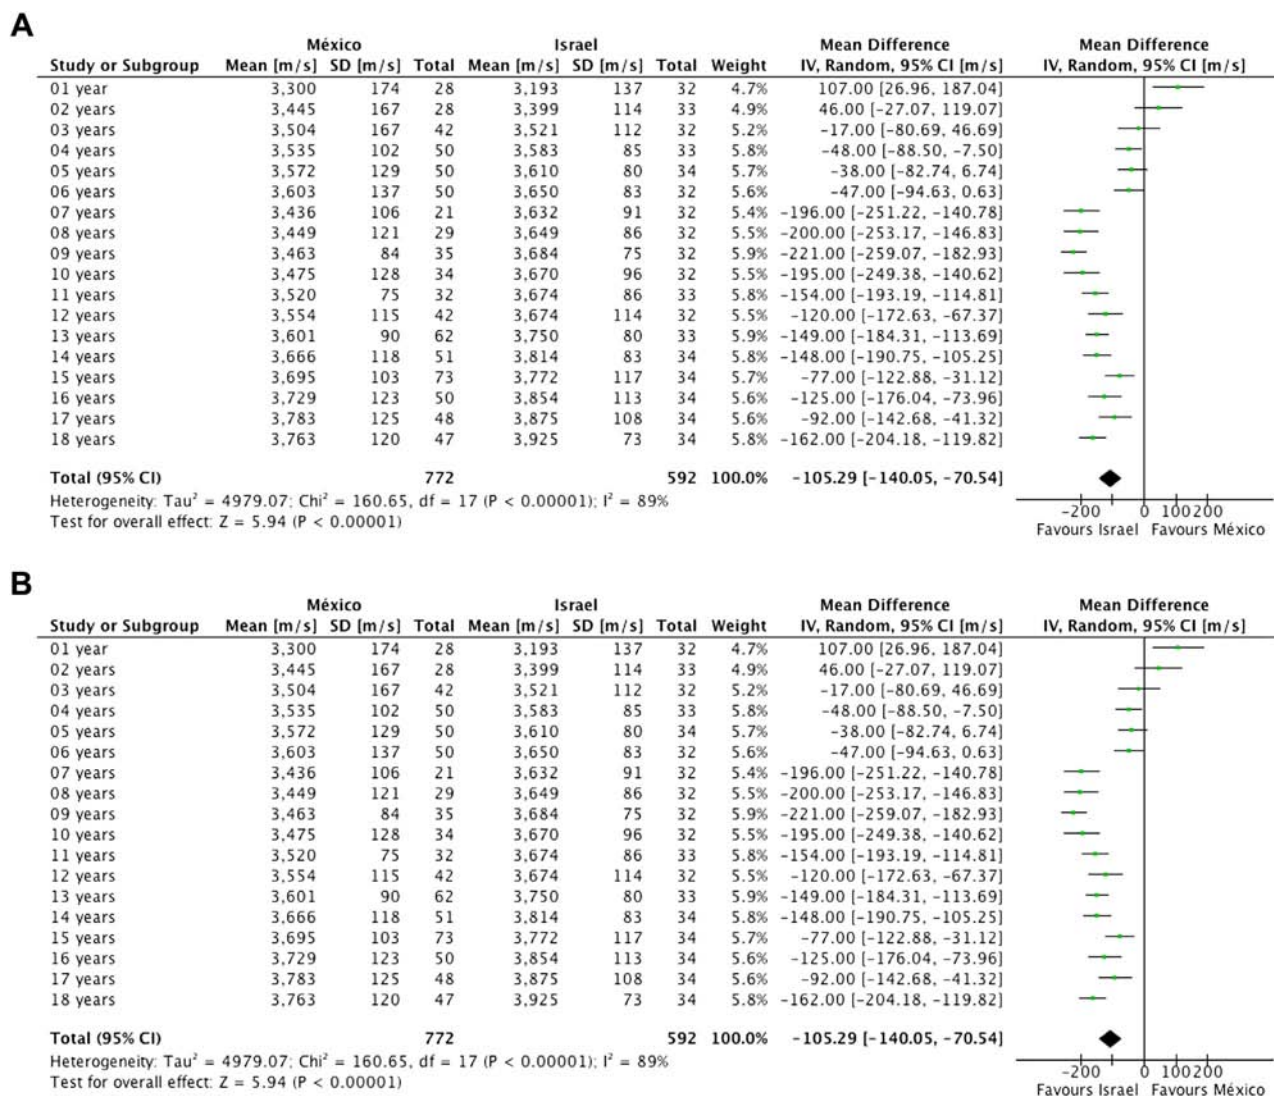 A
México Israel Mean Difference Mean Difference
Study or Subgroup Mean [m/s] SD [m/s] Total Mean [m/s] SD [m/s] Total Weight IV, Random, 95% CI [m/s] IV, Random, 95% CI [m/s]
01 year 3,300 174 28 3,193 137 32 4.7% 107.00 [26.96, 187.04]
02 years 3,445 167 28 3,399 114 33 4.9% 46.00 [-27.07, 119.07]
03 years 3,504 167 42 3,521 112 32 5.2% -17.00 [-80.69, 46.69]
04 years 3,535 102 50 3,583 85 33 5.8% -48.00 [-88.50, -7.50]
05 years 3,572 129 50 3,610 80 34 5.7% -38.00 [-82.74, 6.74]
06 years 3,603 137 50 3,650 83 32 5.6% -47.00 [-94.63, 0.63]
07 years 3,436 106 21 3,632 91 32 5.4% -196.00 [-251.22, -140.78]
08 years 3,449 121 29 3,649 86 32 5.5% -200.00 [-253.17, -146.83]
09 years 3,463 84 35 3,684 75 32 5.9% -221.00 [-259.07, -182.93]
10 years 3,475 128 34 3,670 96 32 5.5% -195.00 [-249.38, -140.62]
11 years 3,520 75 32 3,674 86 33 5.8% -154.00 [-193.19, -114.81]
12 years 3,554 115 42 3,674 114 32 5.5% -120.00 [-172.63, -67.37]
13 years 3,601 90 62 3,750 80 33 5.9% -149.00 [-184.31, -113.69]
14 years 3,666 118 51 3,814 83 34 5.8% -148.00 [-190.75, -105.25]
15 years 3,695 103 73 3,772 117 34 5.7% -77.00 [-122.88, -31.12]
16 years 3,729 123 50 3,854 113 34 5.6% -125.00 [-176.04, -73.96]
17 years 3,783 125 48 3,875 108 34 5.6% -92.00 [-142.68, -41.32]
18 years 3,763 120 47 3,925 73 34 5.8% -162.00 [-204.18, -119.82]
Total (95% CI) 772 592 100.0% -105.29 [-140.05, -70.54]
Heterogeneity: Tau² = 4979.07; Chi² = 160.65, df = 17 (P < 0.00001); I² = 89%
Test for overall effect: Z = 5.94 (P < 0.00001)
-200 0 100 200
Favours Israel Favours México
B
México Israel Mean Difference Mean Difference
Study or Subgroup Mean [m/s] SD [m/s] Total Mean [m/s] SD [m/s] Total Weight IV, Random, 95% CI [m/s] IV, Random, 95% CI [m/s]
01 year 3,300 174 28 3,193 137 32 4.7% 107.00 [26.96, 187.04]
02 years 3,445 167 28 3,399 114 33 4.9% 46.00 [-27.07, 119.07]
03 years 3,504 167 42 3,521 112 32 5.2% -17.00 [-80.69, 46.69]
04 years 3,535 102 50 3,583 85 33 5.8% -48.00 [-88.50, -7.50]
05 years 3,572 129 50 3,610 80 34 5.7% -38.00 [-82.74, 6.74]
06 years 3,603 137 50 3,650 83 32 5.6% -47.00 [-94.63, 0.63]
07 years 3,436 106 21 3,632 91 32 5.4% -196.00 [-251.22, -140.78]
08 years 3,449 121 29 3,649 86 32 5.5% -200.00 [-253.17, -146.83]
09 years 3,463 84 35 3,684 75 32 5.9% -221.00 [-259.07, -182.93]
10 years 3,475 128 34 3,670 96 32 5.5% -195.00 [-249.38, -140.62]
11 years 3,520 75 32 3,674 86 33 5.8% -154.00 [-193.19, -114.81]
12 years 3,554 115 42 3,674 114 32 5.5% -120.00 [-172.63, -67.37]
13 years 3,601 90 62 3,750 80 33 5.9% -149.00 [-184.31, -113.69]
14 years 3,666 118 51 3,814 83 34 5.8% -148.00 [-190.75, -105.25]
15 years 3,695 103 73 3,772 117 34 5.7% -77.00 [-122.88, -31.12]
16 years 3,729 123 50 3,854 113 34 5.6% -125.00 [-176.04, -73.96]
17 years 3,783 125 48 3,875 108 34 5.6% -92.00 [-142.68, -41.32]
18 years 3,763 120 47 3,925 73 34 5.8% -162.00 [-204.18, -119.82]
Total (95% CI) 772 592 100.0% -105.29 [-140.05, -70.54]
Heterogeneity: Tau² = 4979.07; Chi² = 160.65, df = 17 (P < 0.00001); I² = 89%
Test for overall effect: Z = 5.94 (P < 0.00001)
-200 0 100 200
Favours Israel Favours México